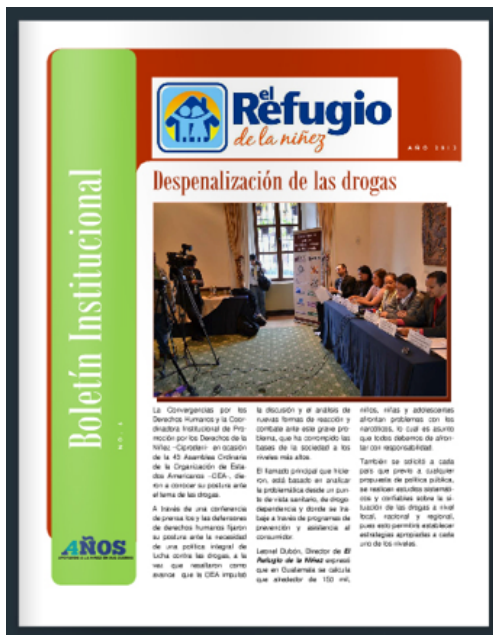 el
Refugio
de la niñez
AÑO 2013
Despenalización de las drogas
Boletín Institucional
La Convergencias por los
Derechos Humanos y la Coor-
dinadora Institucional de Pro-
moción por los Derechos de la
Niñez -Ciprodeni- en ocasión
de la 43 Asamblea Ordinaria
de la Organización de Esta-
dos Americanos -OEA-, die-
ron a conocer su postura ante
el tema de las drogas.
A través de una conferencia
de prensa los y las defensores
de derechos humanos fijaron
su postura ante la necesidad
de una política integral de
lucha contra las drogas, a la
vez que resaltaron como
avance que la OEA impulsó
la discusión y el análisis de
nuevas formas de reacción y
combate ante este grave pro-
blema, que ha corrompido las
bases de la sociedad a los
niveles más altos.
El llamado principal que hicie-
ron, está basado en analizar
la problemática desde un pun-
to de vista sanitario, de drogo-
dependencia y donde se tra-
baje a través de programas de
prevención y asistencia al
consumidor.
Leonel Dubón, Director de El
Refugio de la Niñez expresó
que en Guatemala se calcula
que alrededor de 150 mil,
niños, niñas y adolescentes
afrontan problemas con los
narcóticos, lo cual es asunto
que todos debemos de afron-
tar con responsabilidad.
También se solicitó a cada
país que previo a cualquier
propuesta de política pública,
se realicen estudios sistemáti-
cos y confiables sobre la si-
tuación de las drogas a nivel
local, nacional y regional,
pues esto permitirá establecer
estrategias apropiadas a cada
uno de los niveles.
AÑOS